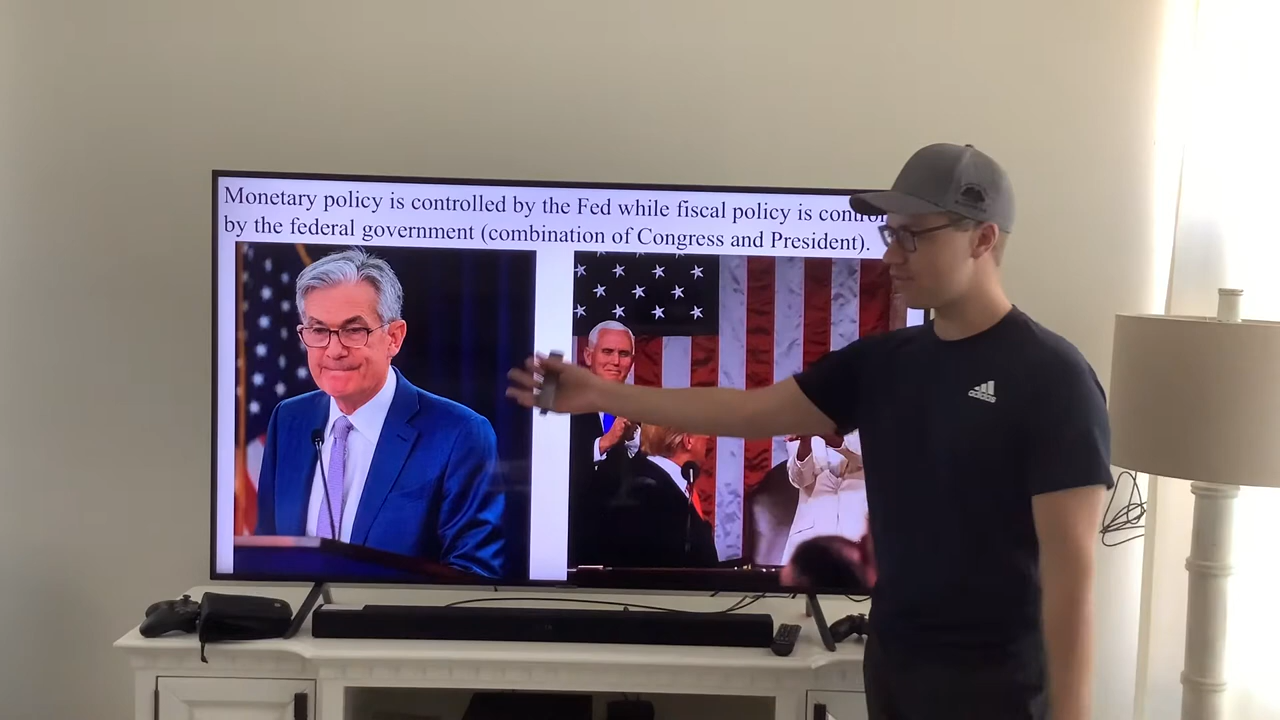 Monetary policy is controlled by the Fed while fiscal policy is
by the federal government (combination of Congress and President).
adidas